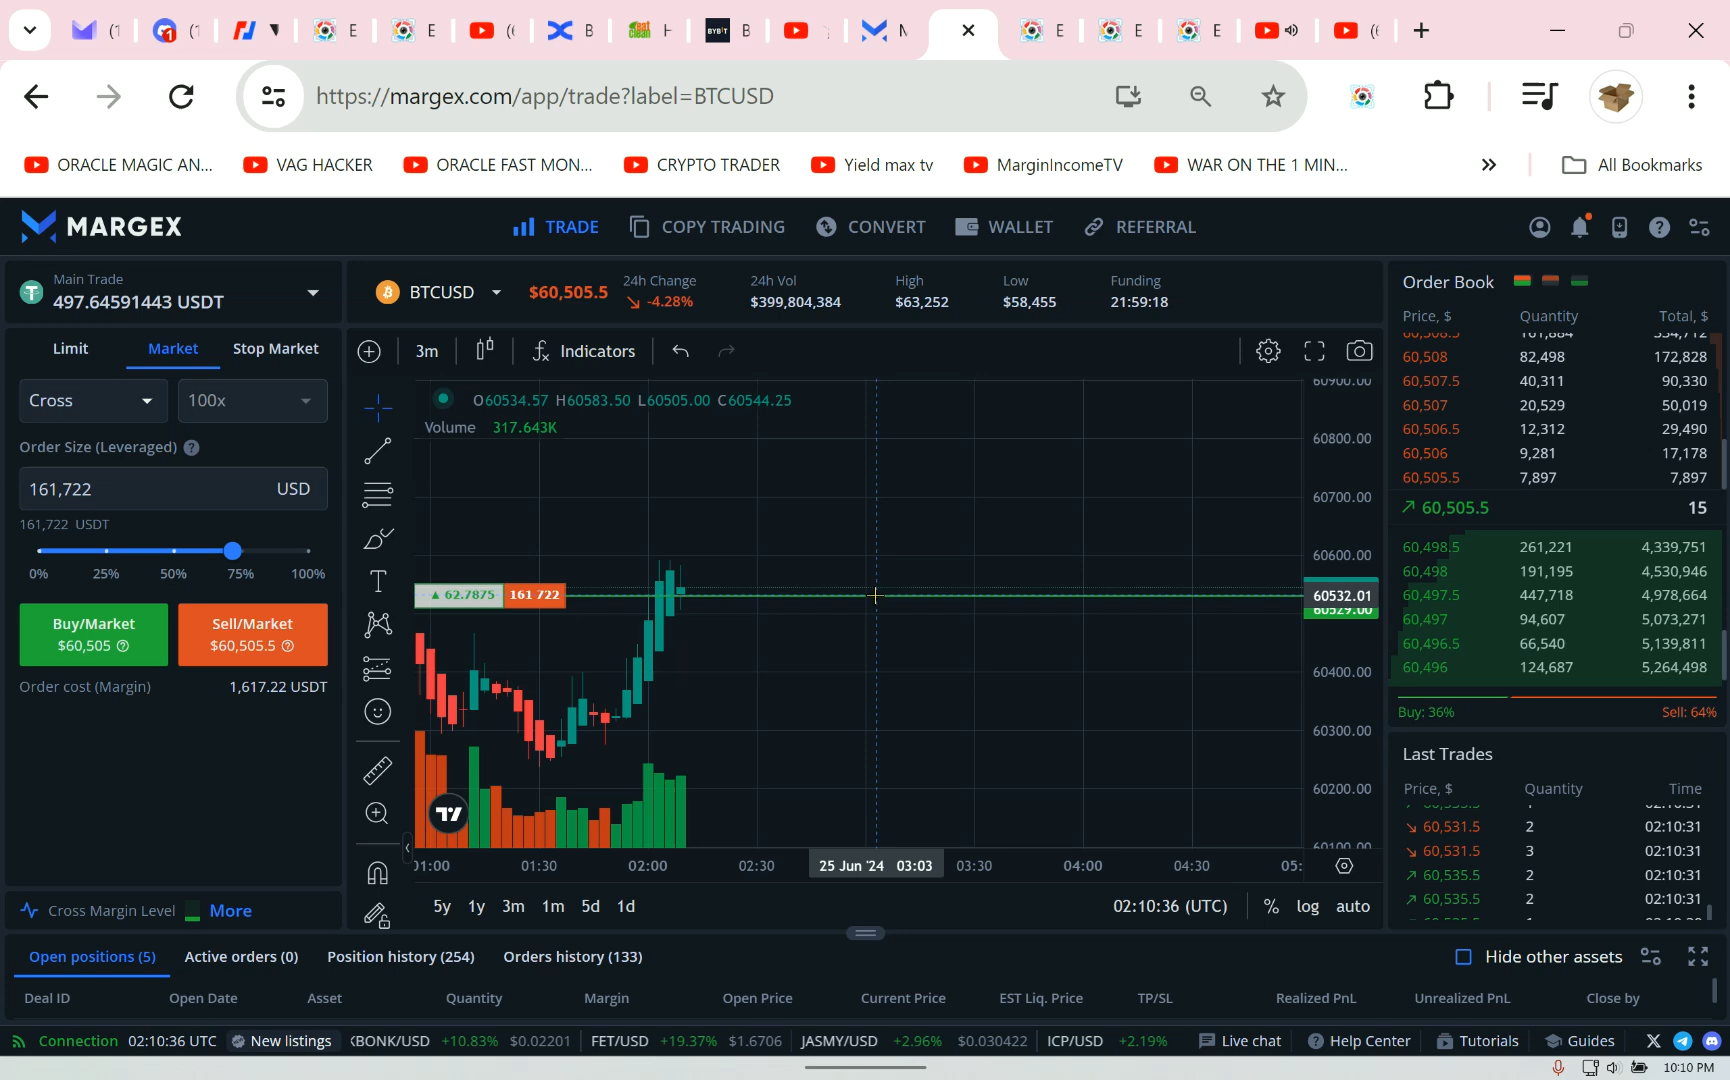 https://margex.com/app/trade?label=BTCUSD
ORACLE MAGIC AN... VAG HACKER ORACLE FAST MON... CRYPTO TRADER Yield max tv MarginIncomeTV WAR ON THE 1 MIN... » All Bookmarks
MARGEX TRADE COPY TRADING CONVERT WALLET REFERRAL
Main Trade
497.64591443 USDT
BTCUSD $60,505.5
24h Change 24h Vol High Low Funding
-4.28% $399,804,384 $63,252 $58,455 21:59:18
Limit Market Stop Market
Cross 100x
Order Size (Leveraged)
161,722 USD
161,722 USDT
0% 25% 50% 75% 100%
Buy/Market
$60,505
Sell/Market
$60,505.5
Order cost (Margin) 1,617.22 USDT
Cross Margin Level More
3m Indicators
O60534.57 H60583.50 L60505.00 C60544.25
Volume 317.643K
▲ 62.7875 161 722
60900.00
60800.00
60700.00
60600.00
60532.01
60529.00
60400.00
60300.00
60200.00
60100.00
01:30 02:00 02:30 25 Jun '24 03:03 03:30 04:00 04:30 05:
5y 1y 3m 1m 5d 1d 02:10:36 (UTC) % log auto
Order Book
Price, $ Quantity Total, $
60,508 82,498 172,828
60,507.5 40,311 90,330
60,507 20,529 50,019
60,506.5 12,312 29,490
60,506 9,281 17,178
60,505.5 7,897 7,897
60,505.5 15
60,498.5 261,221 4,339,751
60,498 191,195 4,530,946
60,497.5 447,718 4,978,664
60,497 94,607 5,073,271
60,496.5 66,540 5,139,811
60,496 124,687 5,264,498
Buy: 36% Sell: 64%
Last Trades
Price, $ Quantity Time
60,531.5 2 02:10:31
60,531.5 3 02:10:31
60,535.5 2 02:10:31
60,535.5 2 02:10:31
Open positions (5) Active orders (0) Position history (254) Orders history (133) Hide other assets
Deal ID Open Date Asset Quantity Margin Open Price Current Price EST Liq. Price TP/SL Realized PnL Unrealized PnL Close by
Connection 02:10:36 UTC New listings BONK/USD +10.83% $0.02201 FET/USD +19.37% $1.6706 JASMY/USD +2.96% $0.030422 ICP/USD +2.19% Live chat Help Center Tutorials Guides
10:10 PM